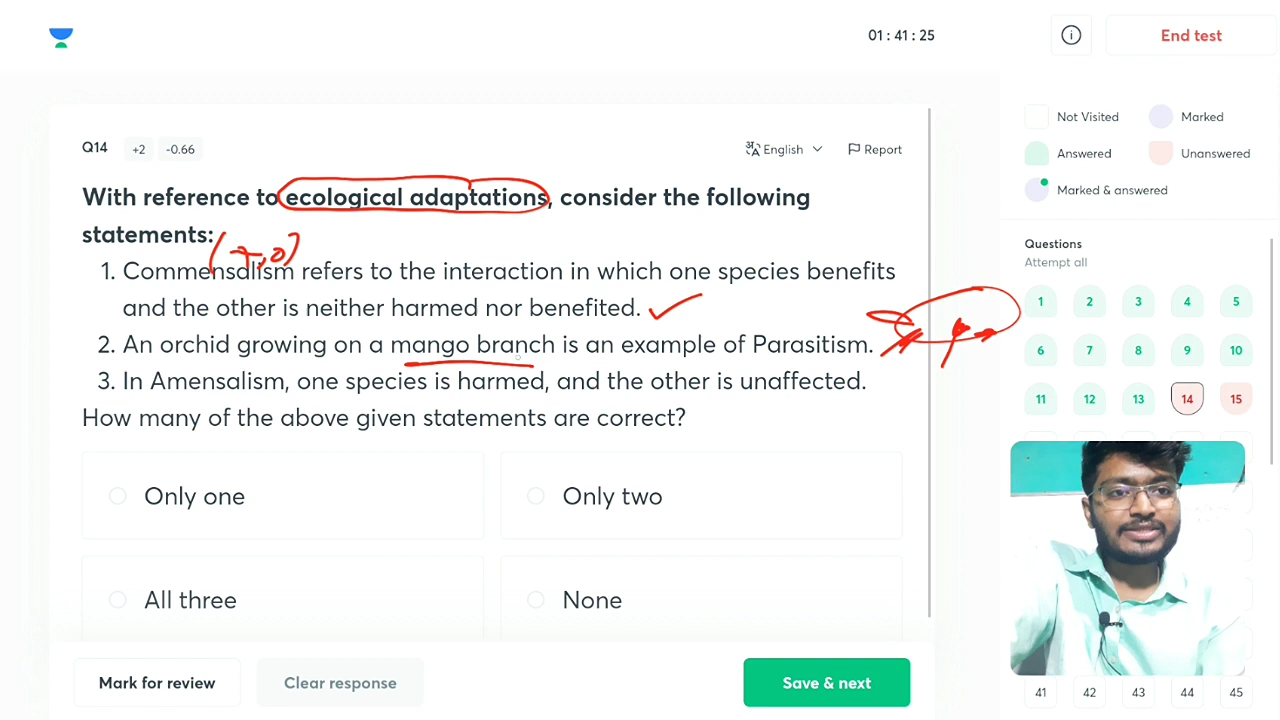 01 : 41 : 25
End test
Q14 +2 -0.66 English Report
With reference to ecological adaptations, consider the following
statements:
(+,0)
1. Commensalism refers to the interaction in which one species benefits
and the other is neither harmed nor benefited.
2. An orchid growing on a mango branch is an example of Parasitism.
3. In Amensalism, one species is harmed, and the other is unaffected.
How many of the above given statements are correct?
Only one
Only two
All three
None
Mark for review
Clear response
Save & next
Not Visited Marked
Answered Unanswered
Marked & answered
Questions
Attempt all
1 2 3 4 5
6 7 8 9 10
11 12 13 14 15
41 42 43 44 45